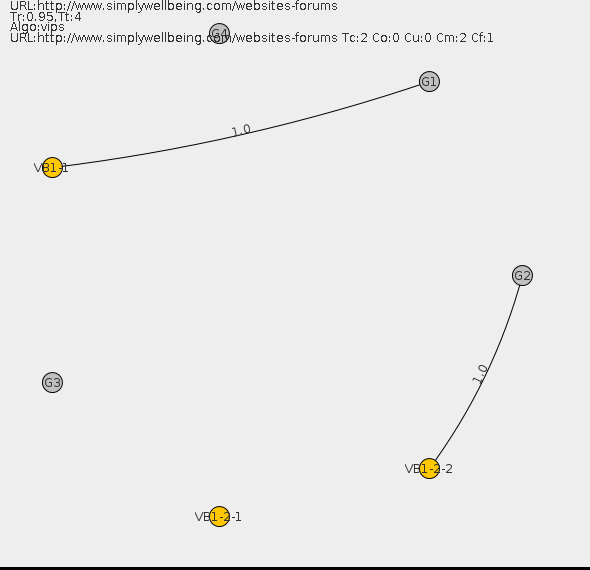 URL:http://www.simplywellbeing.com/websites-forums
Tr:0.95,Tt:4
Algo:vips
G4
URL:http://www.simplywellbeing.com/websites-forums Tc:2 Co:0 Cu:0 Cm:2 Cf:1
G1
1.0
VB1-1
G2
1.0
G3
VB1-2-2
VB1-2-1